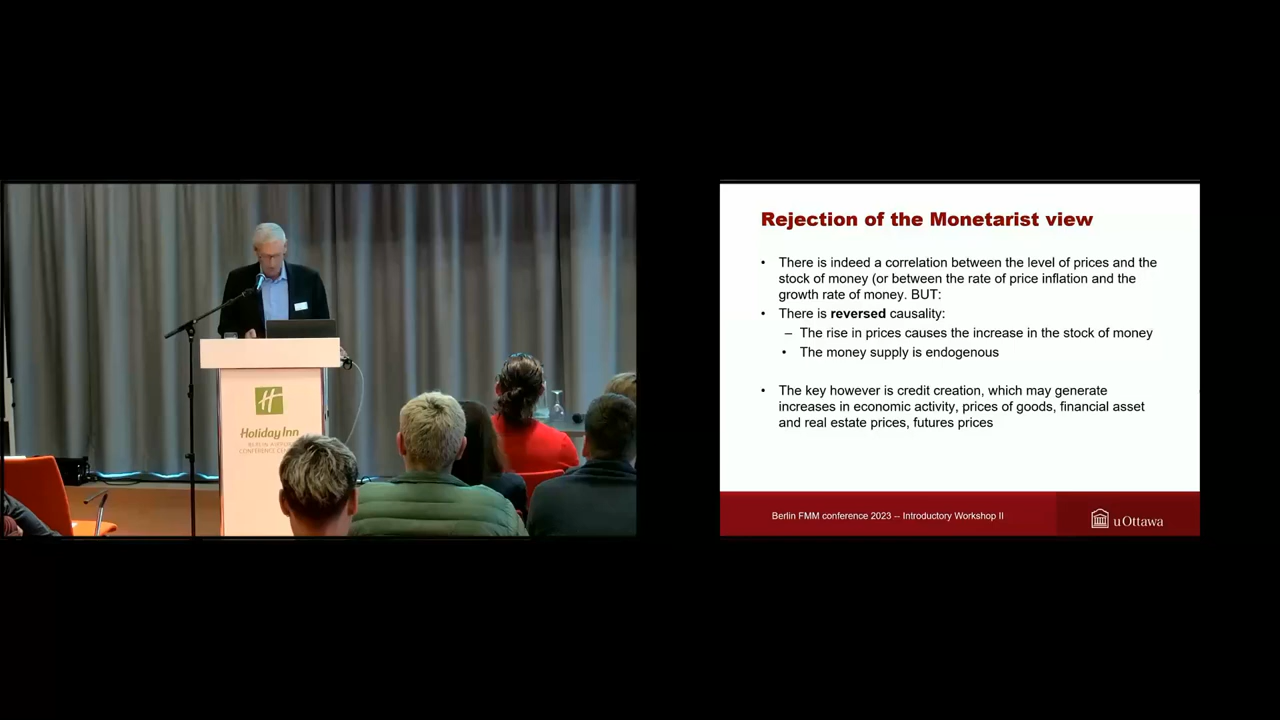 H
Holiday Inn
Rejection of the Monetarist view
• There is indeed a correlation between the level of prices and the
stock of money (or between the rate of price inflation and the
growth rate of money. BUT:
• There is reversed causality:
– The rise in prices causes the increase in the stock of money
• The money supply is endogenous
• The key however is credit creation, which may generate
increases in economic activity, prices of goods, financial asset
and real estate prices, futures prices
Berlin FMM conference 2023 -- Introductory Workshop II
uOttawa